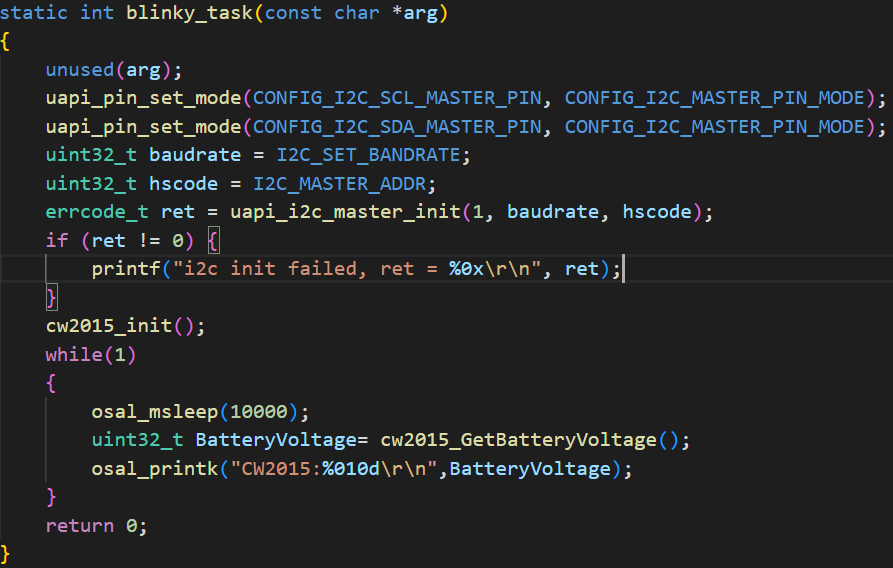 static int blinky_task(const char *arg)
{
    unused(arg);
    uapi_pin_set_mode(CONFIG_I2C_SCL_MASTER_PIN, CONFIG_I2C_MASTER_PIN_MODE);
    uapi_pin_set_mode(CONFIG_I2C_SDA_MASTER_PIN, CONFIG_I2C_MASTER_PIN_MODE);
    uint32_t baudrate = I2C_SET_BANDRATE;
    uint32_t hscode = I2C_MASTER_ADDR;
    errcode_t ret = uapi_i2c_master_init(1, baudrate, hscode);
    if (ret != 0) {
        printf("i2c init failed, ret = %0x\r\n", ret);
    }
    cw2015_init();
    while(1)
    {
        osal_msleep(10000);
        uint32_t BatteryVoltage= cw2015_GetBatteryVoltage();
        osal_printk("CW2015:%010d\r\n",BatteryVoltage);
    }
    return 0;
}